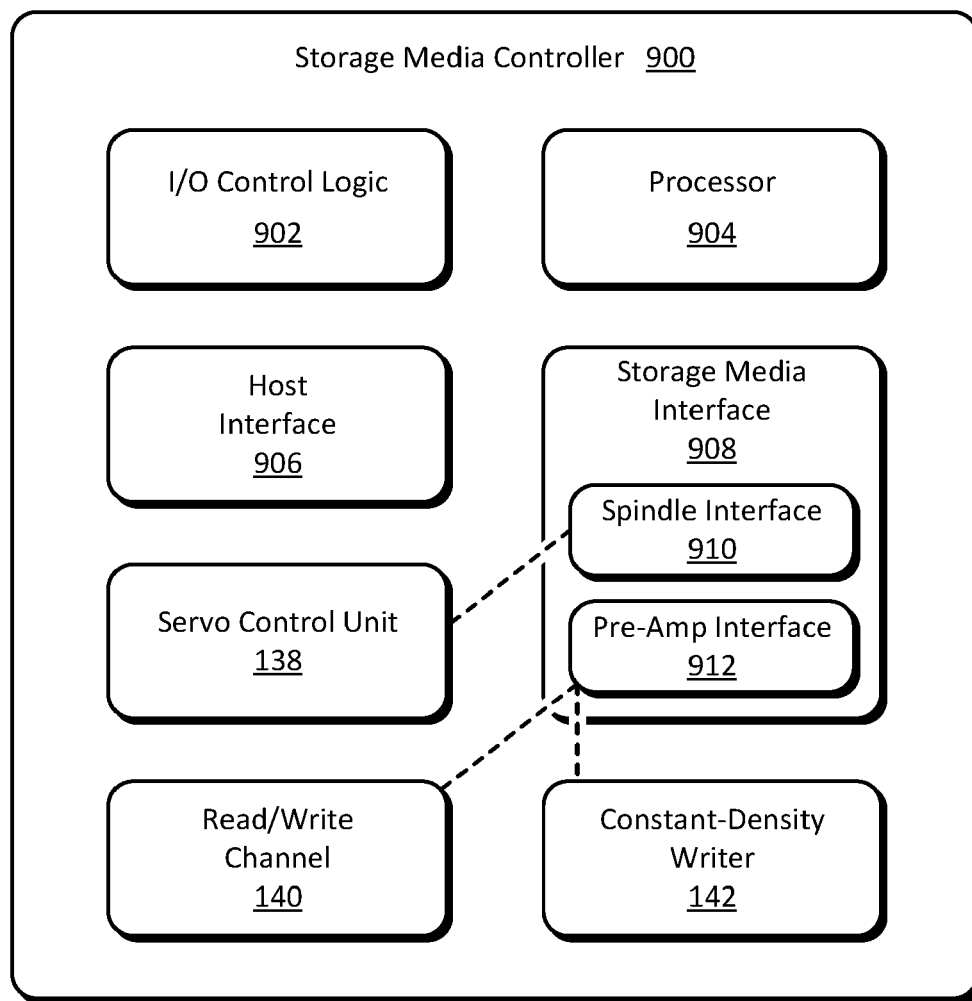 Storage Media Controller 900
I/O Control Logic
902
Processor
904
Host
Interface
906
Storage Media
Interface
908
Spindle Interface
910
Pre-Amp Interface
912
Servo Control Unit
138
Read/Write
Channel
140
Constant-Density
Writer
142